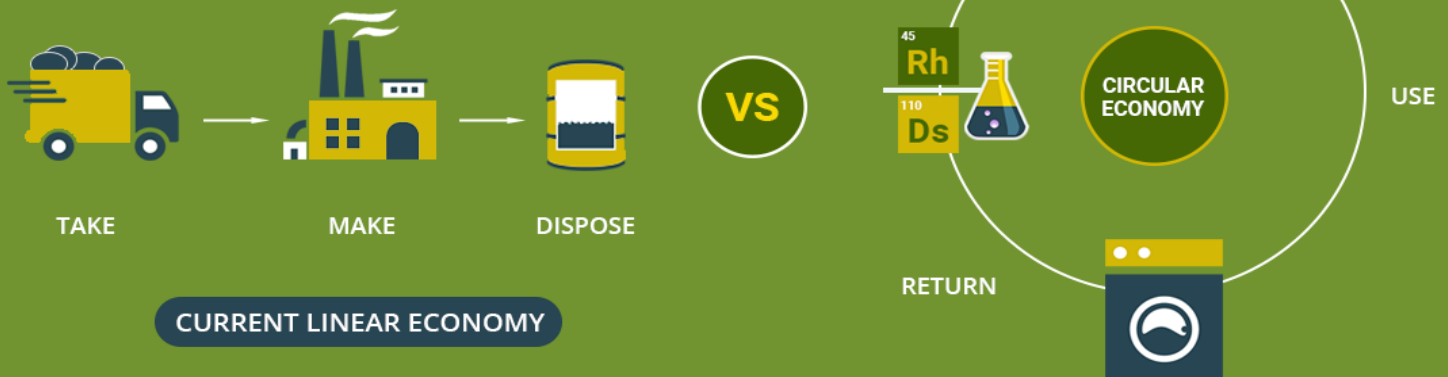 TAKE
MAKE
DISPOSE
CURRENT LINEAR ECONOMY
VS
45
Rh
110
Ds
CIRCULAR
ECONOMY
USE
RETURN